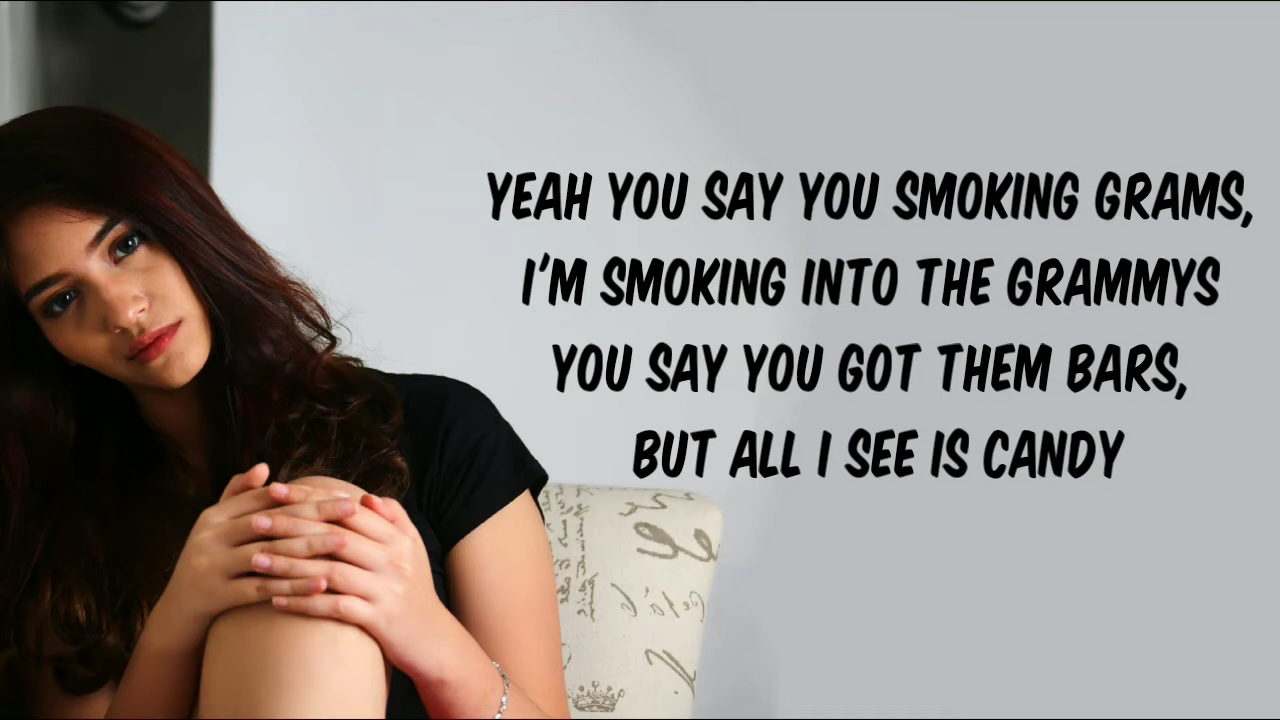 YEAH YOU SAY YOU SMOKING GRAMS,
I'M SMOKING INTO THE GRAMMYS
YOU SAY YOU GOT THEM BARS,
BUT ALL I SEE IS CANDY